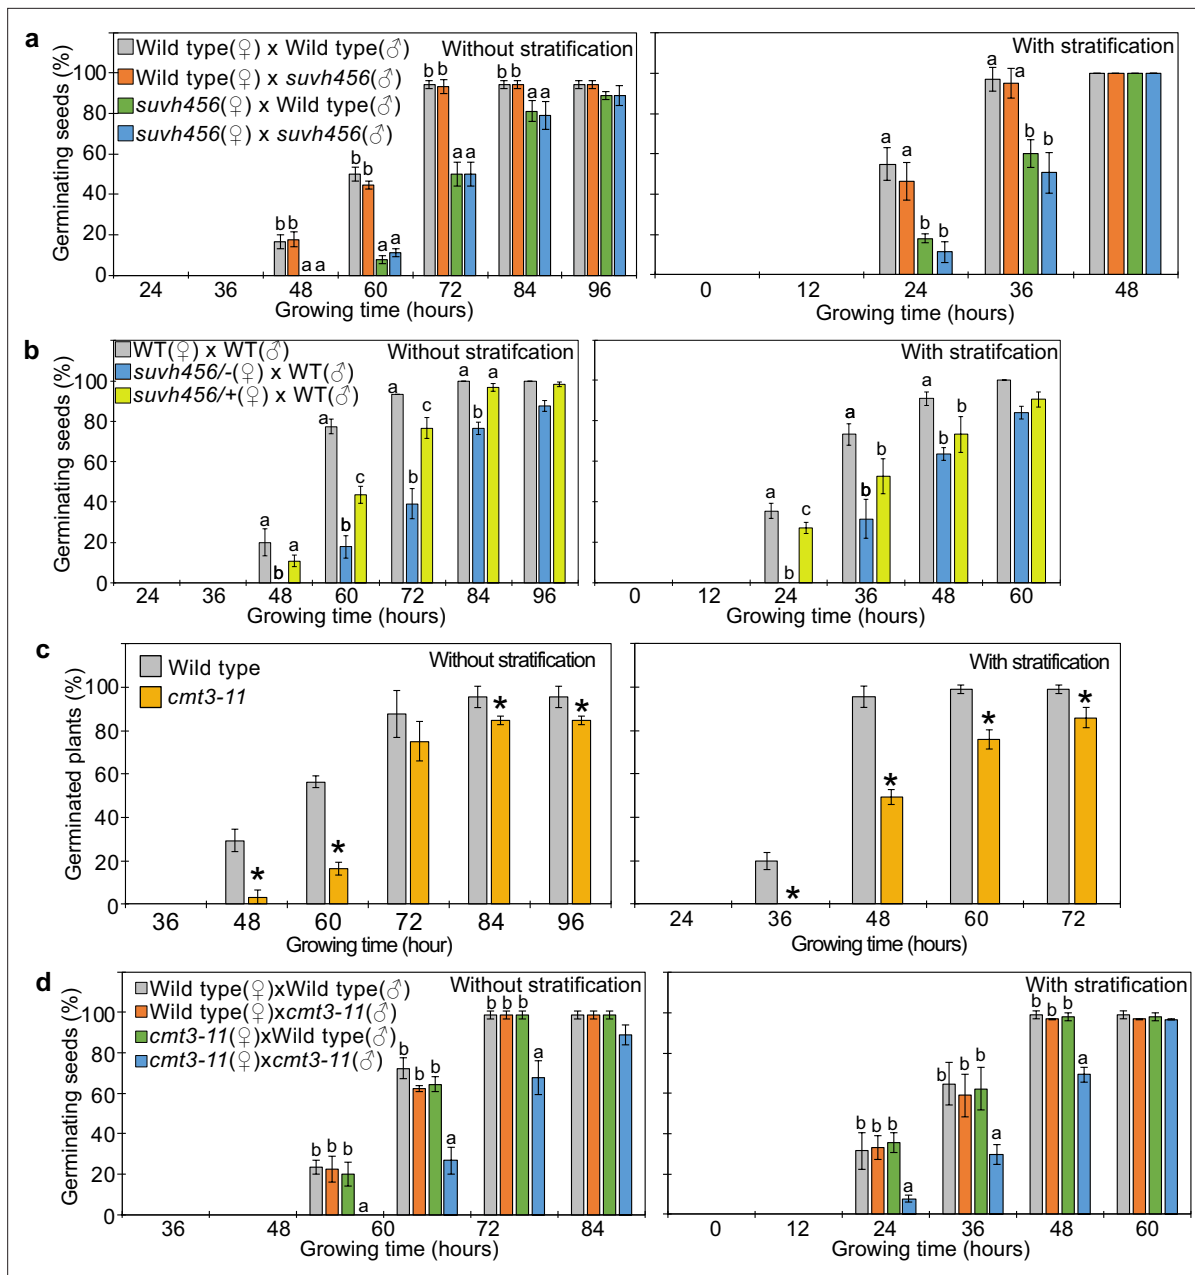 a
Wild type(♀) x Wild type(♂)
Wild type(♀) x suvh456(♂)
suvh456(♀) x Wild type(♂)
suvh456(♀) x suvh456(♂)
Without stratification
Germinating seeds (%)
100
80
60
40
20
0
b b a a
b b a a
b b a a
b b a a
24 36 48 60 72 84 96
Growing time (hours)
With stratification
a a b b
a a b b
0 12 24 36 48
Growing time (hours)
b
WT(♀) x WT(♂)
suvh456/-(♀) x WT(♂)
suvh456/+(♀) x WT(♂)
Without stratifcation
Germinating seeds (%)
100
80
60
40
20
0
a b a
a b c
a b c
a b a
24 36 48 60 72 84 96
Growing time (hours)
With stratification
a b c
a b b
a b b
0 12 24 36 48 60
Growing time (hours)
c
Wild type
cmt3-11
Without stratification
Germinated plants (%)
100
80
60
40
20
0
* * * *
36 48 60 72 84 96
Growing time (hour)
With stratification
* * * *
24 36 48 60 72
Growing time (hours)
d
Wild type(♀)xWild type(♂)
Wild type(♀)xcmt3-11(♂)
cmt3-11(♀)xWild type(♂)
cmt3-11(♀)xcmt3-11(♂)
Without stratification
Germinating seeds (%)
100
80
60
40
20
0
b b b a
b b b a
b b b a
36 48 60 72 84
Growing time (hours)
With stratification
b b b a
b b b a
b b b a
0 12 24 36 48 60
Growing time (hours)